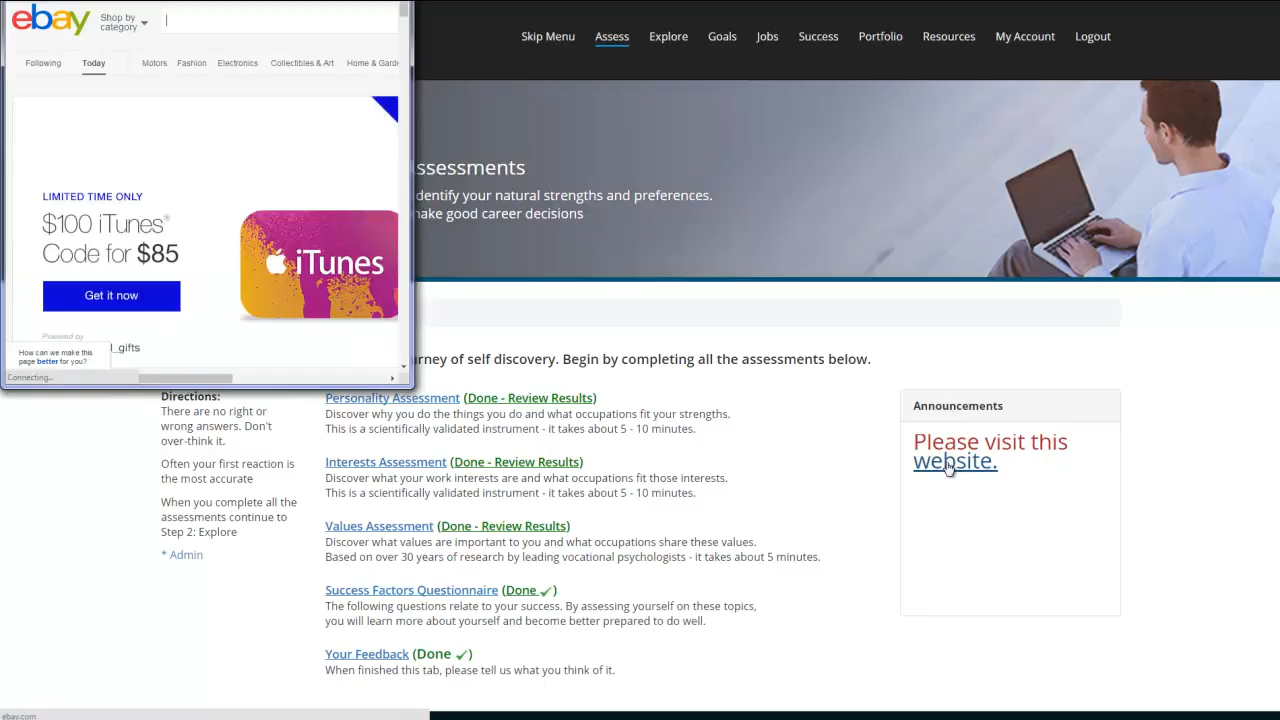 ebay
Shop by
category
Following Today Motors Fashion Electronics Collectibles & Art Home & Garde
LIMITED TIME ONLY
$100 iTunes®
Code for $85
iTunes
Get it now
Powered by
l_gifts
How can we make this
page better for you?
Connecting...
Skip Menu Assess Explore Goals Jobs Success Portfolio Resources My Account Logout
ssessments
dentify your natural strengths and preferences.
nake good career decisions
urney of self discovery. Begin by completing all the assessments below.
Directions:
There are no right or
wrong answers. Don't
over-think it.
Often your first reaction is
the most accurate
When you complete all the
assessments continue to
Step 2: Explore
* Admin
Personality Assessment (Done - Review Results)
Discover why you do the things you do and what occupations fit your strengths.
This is a scientifically validated instrument - it takes about 5 - 10 minutes.
Interests Assessment (Done - Review Results)
Discover what your work interests are and what occupations fit those interests.
This is a scientifically validated instrument - it takes about 5 - 10 minutes.
Values Assessment (Done - Review Results)
Discover what values are important to you and what occupations share these values.
Based on over 30 years of research by leading vocational psychologists - it takes about 5 minutes.
Success Factors Questionnaire (Done ✓)
The following questions relate to your success. By assessing yourself on these topics,
you will learn more about yourself and become better prepared to do well.
Your Feedback (Done ✓)
When finished this tab, please tell us what you think of it.
Announcements
Please visit this
website.
ebay.com